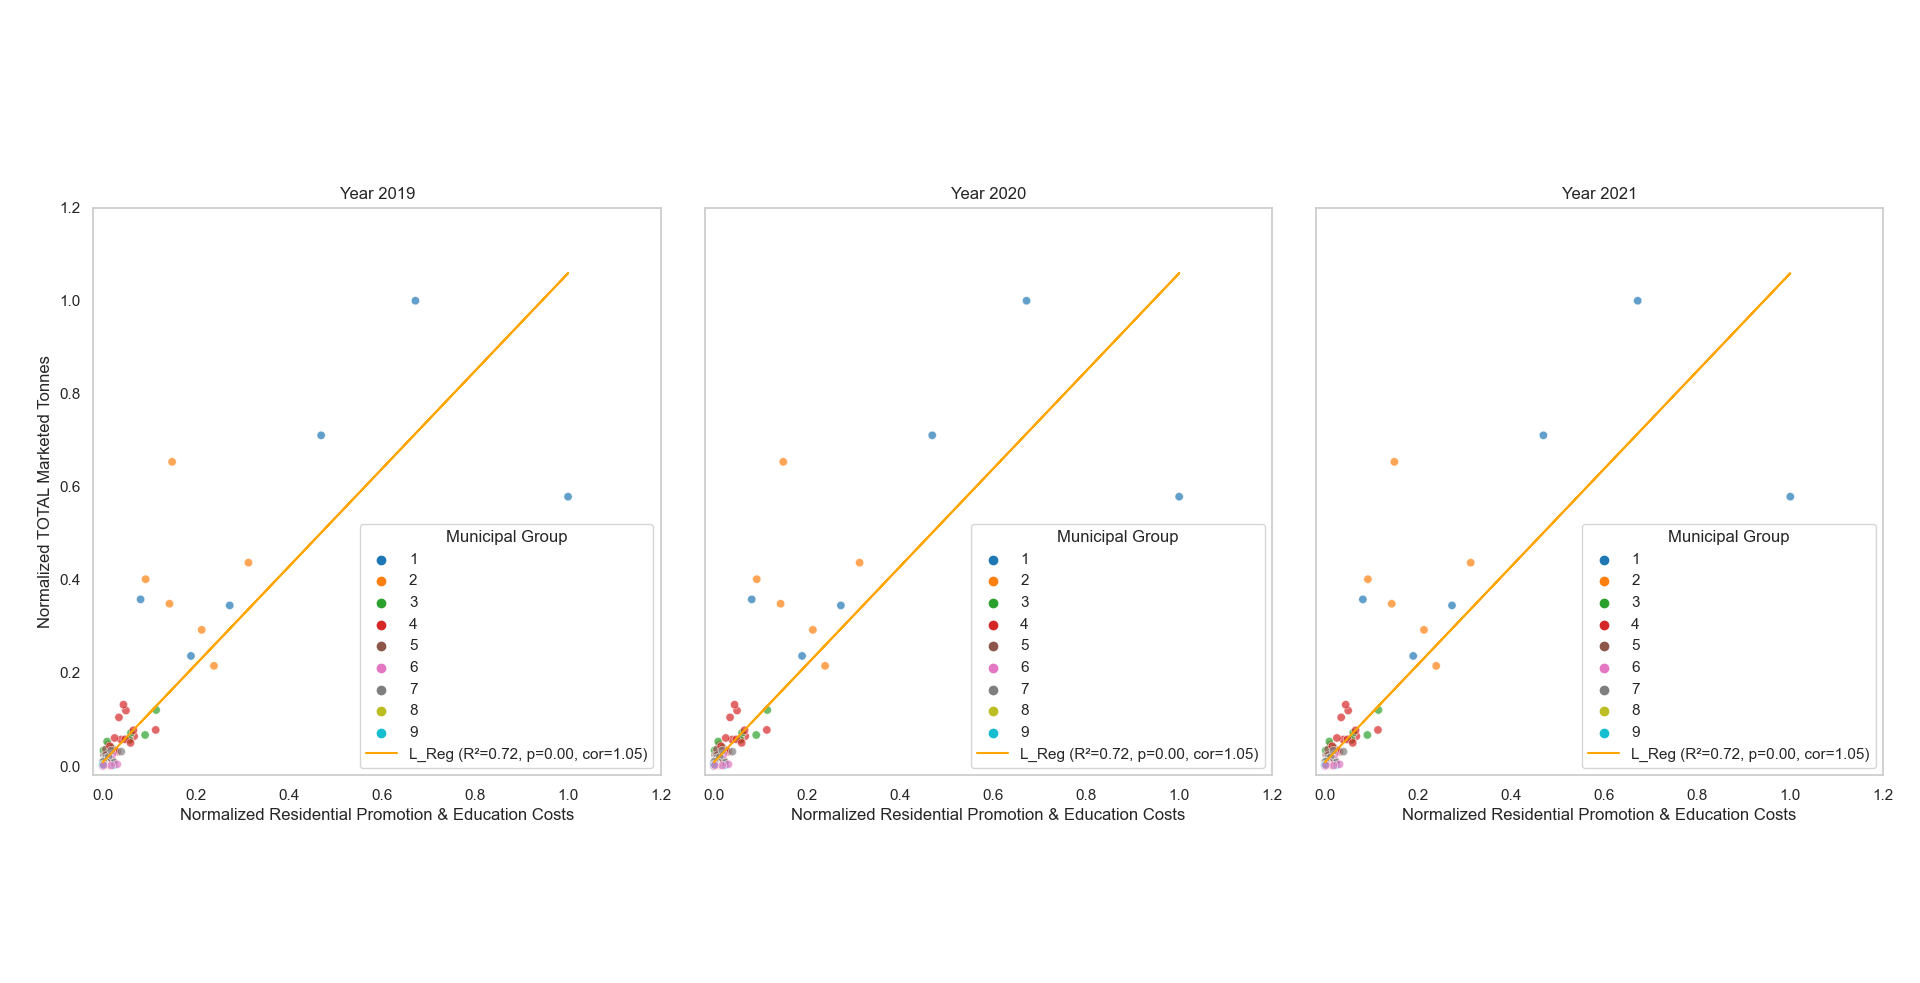 Year 2019
Year 2020
Year 2021
Normalized TOTAL Marketed Tonnes
1.2
1.0
0.8
0.6
0.4
0.2
0.0
Municipal Group
1
2
3
4
5
6
7
8
9
L_Reg (R²=0.72, p=0.00, cor=1.05)
0.0 0.2 0.4 0.6 0.8 1.0 1.2
Normalized Residential Promotion & Education Costs
Municipal Group
1
2
3
4
5
6
7
8
9
L_Reg (R²=0.72, p=0.00, cor=1.05)
0.0 0.2 0.4 0.6 0.8 1.0 1.2
Normalized Residential Promotion & Education Costs
Municipal Group
1
2
3
4
5
6
7
8
9
L_Reg (R²=0.72, p=0.00, cor=1.05)
0.0 0.2 0.4 0.6 0.8 1.0 1.2
Normalized Residential Promotion & Education Costs